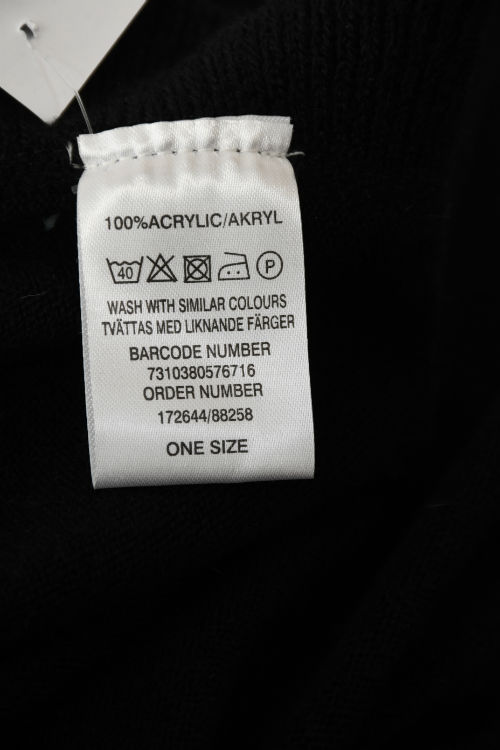 100%ACRYLIC/AKRYL
40 P
WASH WITH SIMILAR COLOURS
TVÄTTAS MED LIKNANDE FÄRGER
BARCODE NUMBER
7310380576716
ORDER NUMBER
172644/88258
ONE SIZE